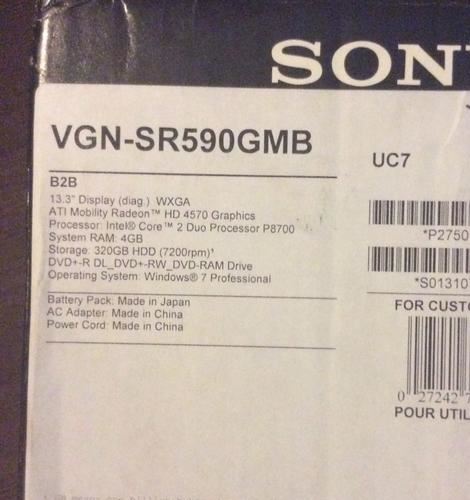 SON
VGN-SR590GMB
UC7
B2B
13.3" Display (diag.) WXGA
ATI Mobility Radeon™ HD 4570 Graphics
Processor: Intel® Core™ 2 Duo Processor P8700
System RAM: 4GB
Storage: 320GB HDD (7200rpm)¹
DVD+-R DL_DVD+-RW_DVD-RAM Drive
Operating System: Windows® 7 Professional
Battery Pack: Made in Japan
AC Adapter: Made in China
Power Cord: Made in China
*P2750
*S01310
FOR CUST
0 27242
POUR UTIL